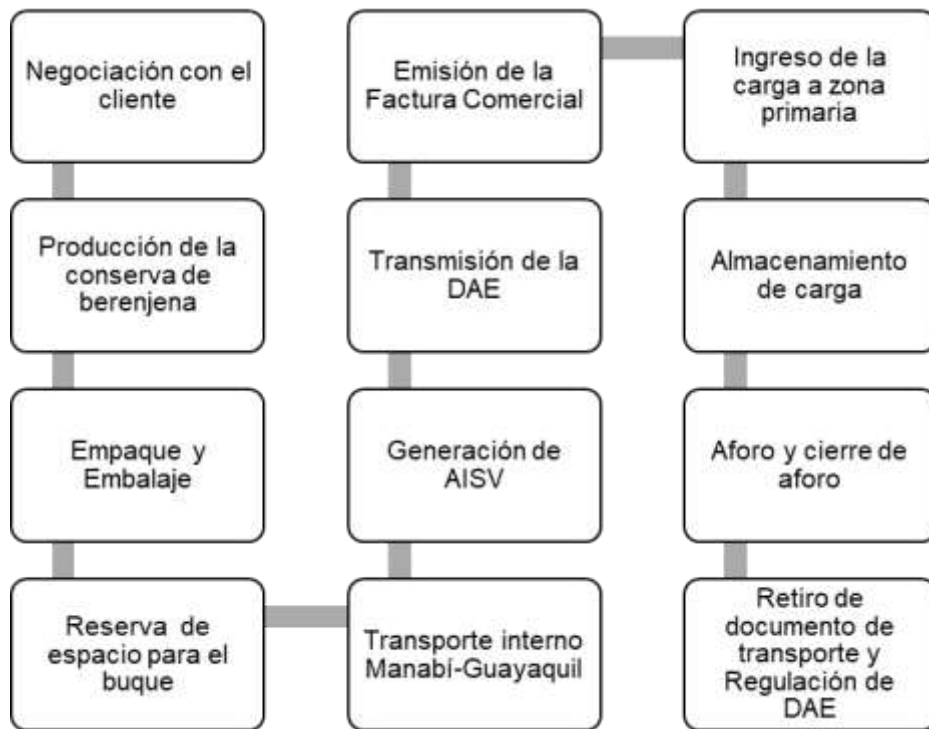 Negociación con el
cliente
Producción de la
conserva de
berenjena
Empaque y
Embalaje
Reserva de
espacio para el
buque
Transporte interno
Manabí-Guayaquil
Generación de
AISV
Transmisión de la
DAE
Emisión de la
Factura Comercial
Ingreso de la
carga a zona
primaria
Almacenamiento
de carga
Aforo y cierre de
aforo
Retiro de
documento de
transporte y
Regulación de
DAE